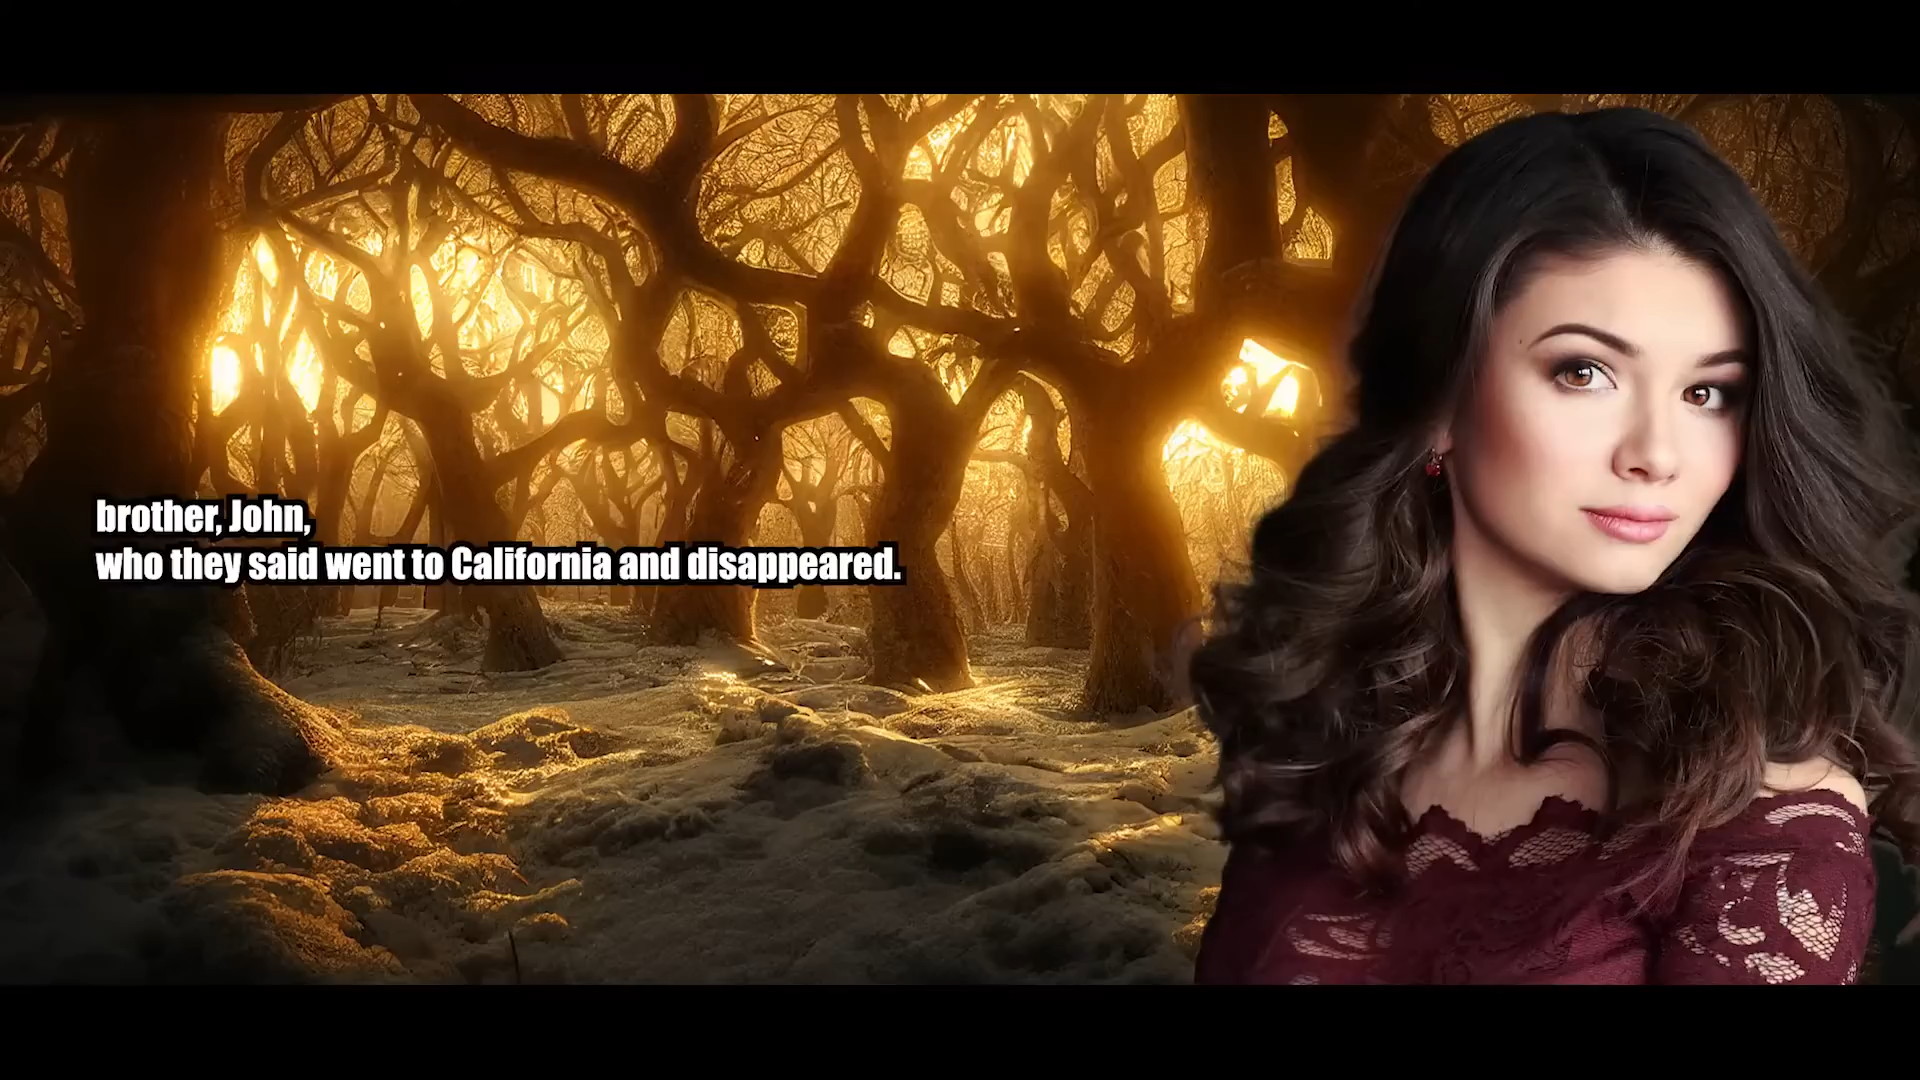 brother, John,
who they said went to California and disappeared.